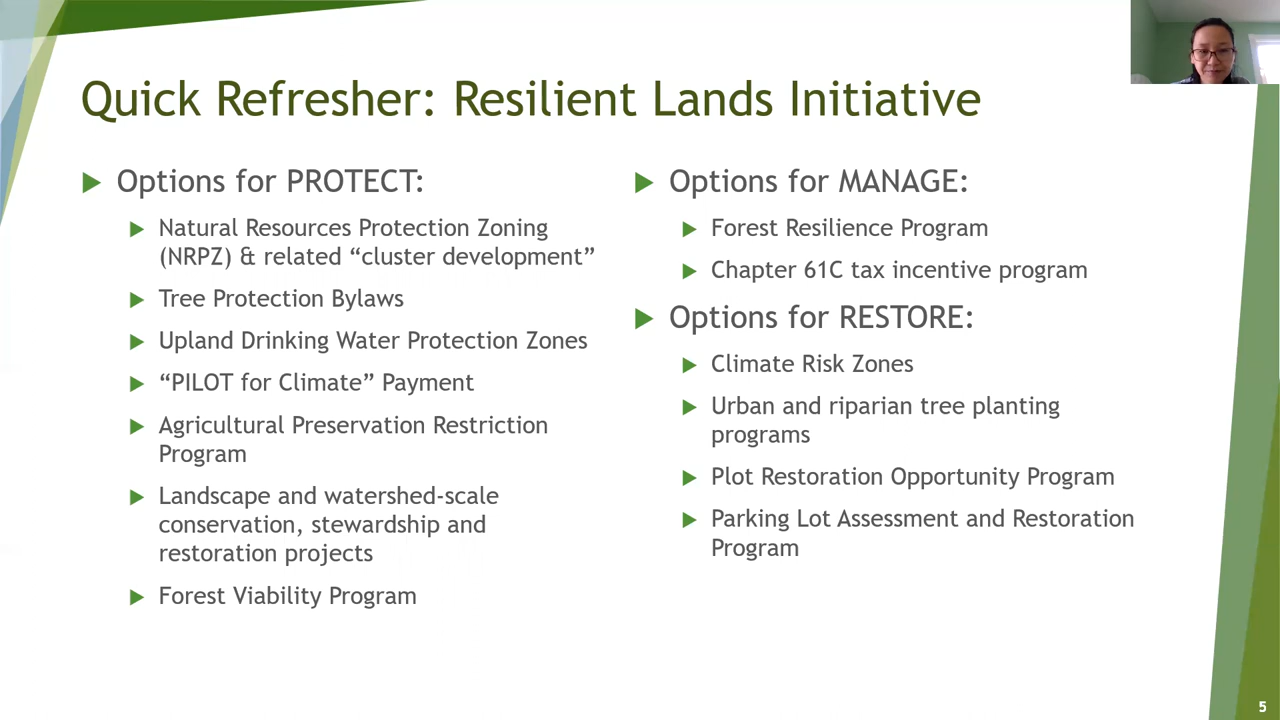 Quick Refresher: Resilient Lands Initiative
Options for PROTECT:
Natural Resources Protection Zoning
(NRPZ) & related “cluster development”
Tree Protection Bylaws
Upland Drinking Water Protection Zones
“PILOT for Climate” Payment
Agricultural Preservation Restriction
Program
Landscape and watershed-scale
conservation, stewardship and
restoration projects
Forest Viability Program
Options for MANAGE:
Forest Resilience Program
Chapter 61C tax incentive program
Options for RESTORE:
Climate Risk Zones
Urban and riparian tree planting
programs
Plot Restoration Opportunity Program
Parking Lot Assessment and Restoration
Program
5